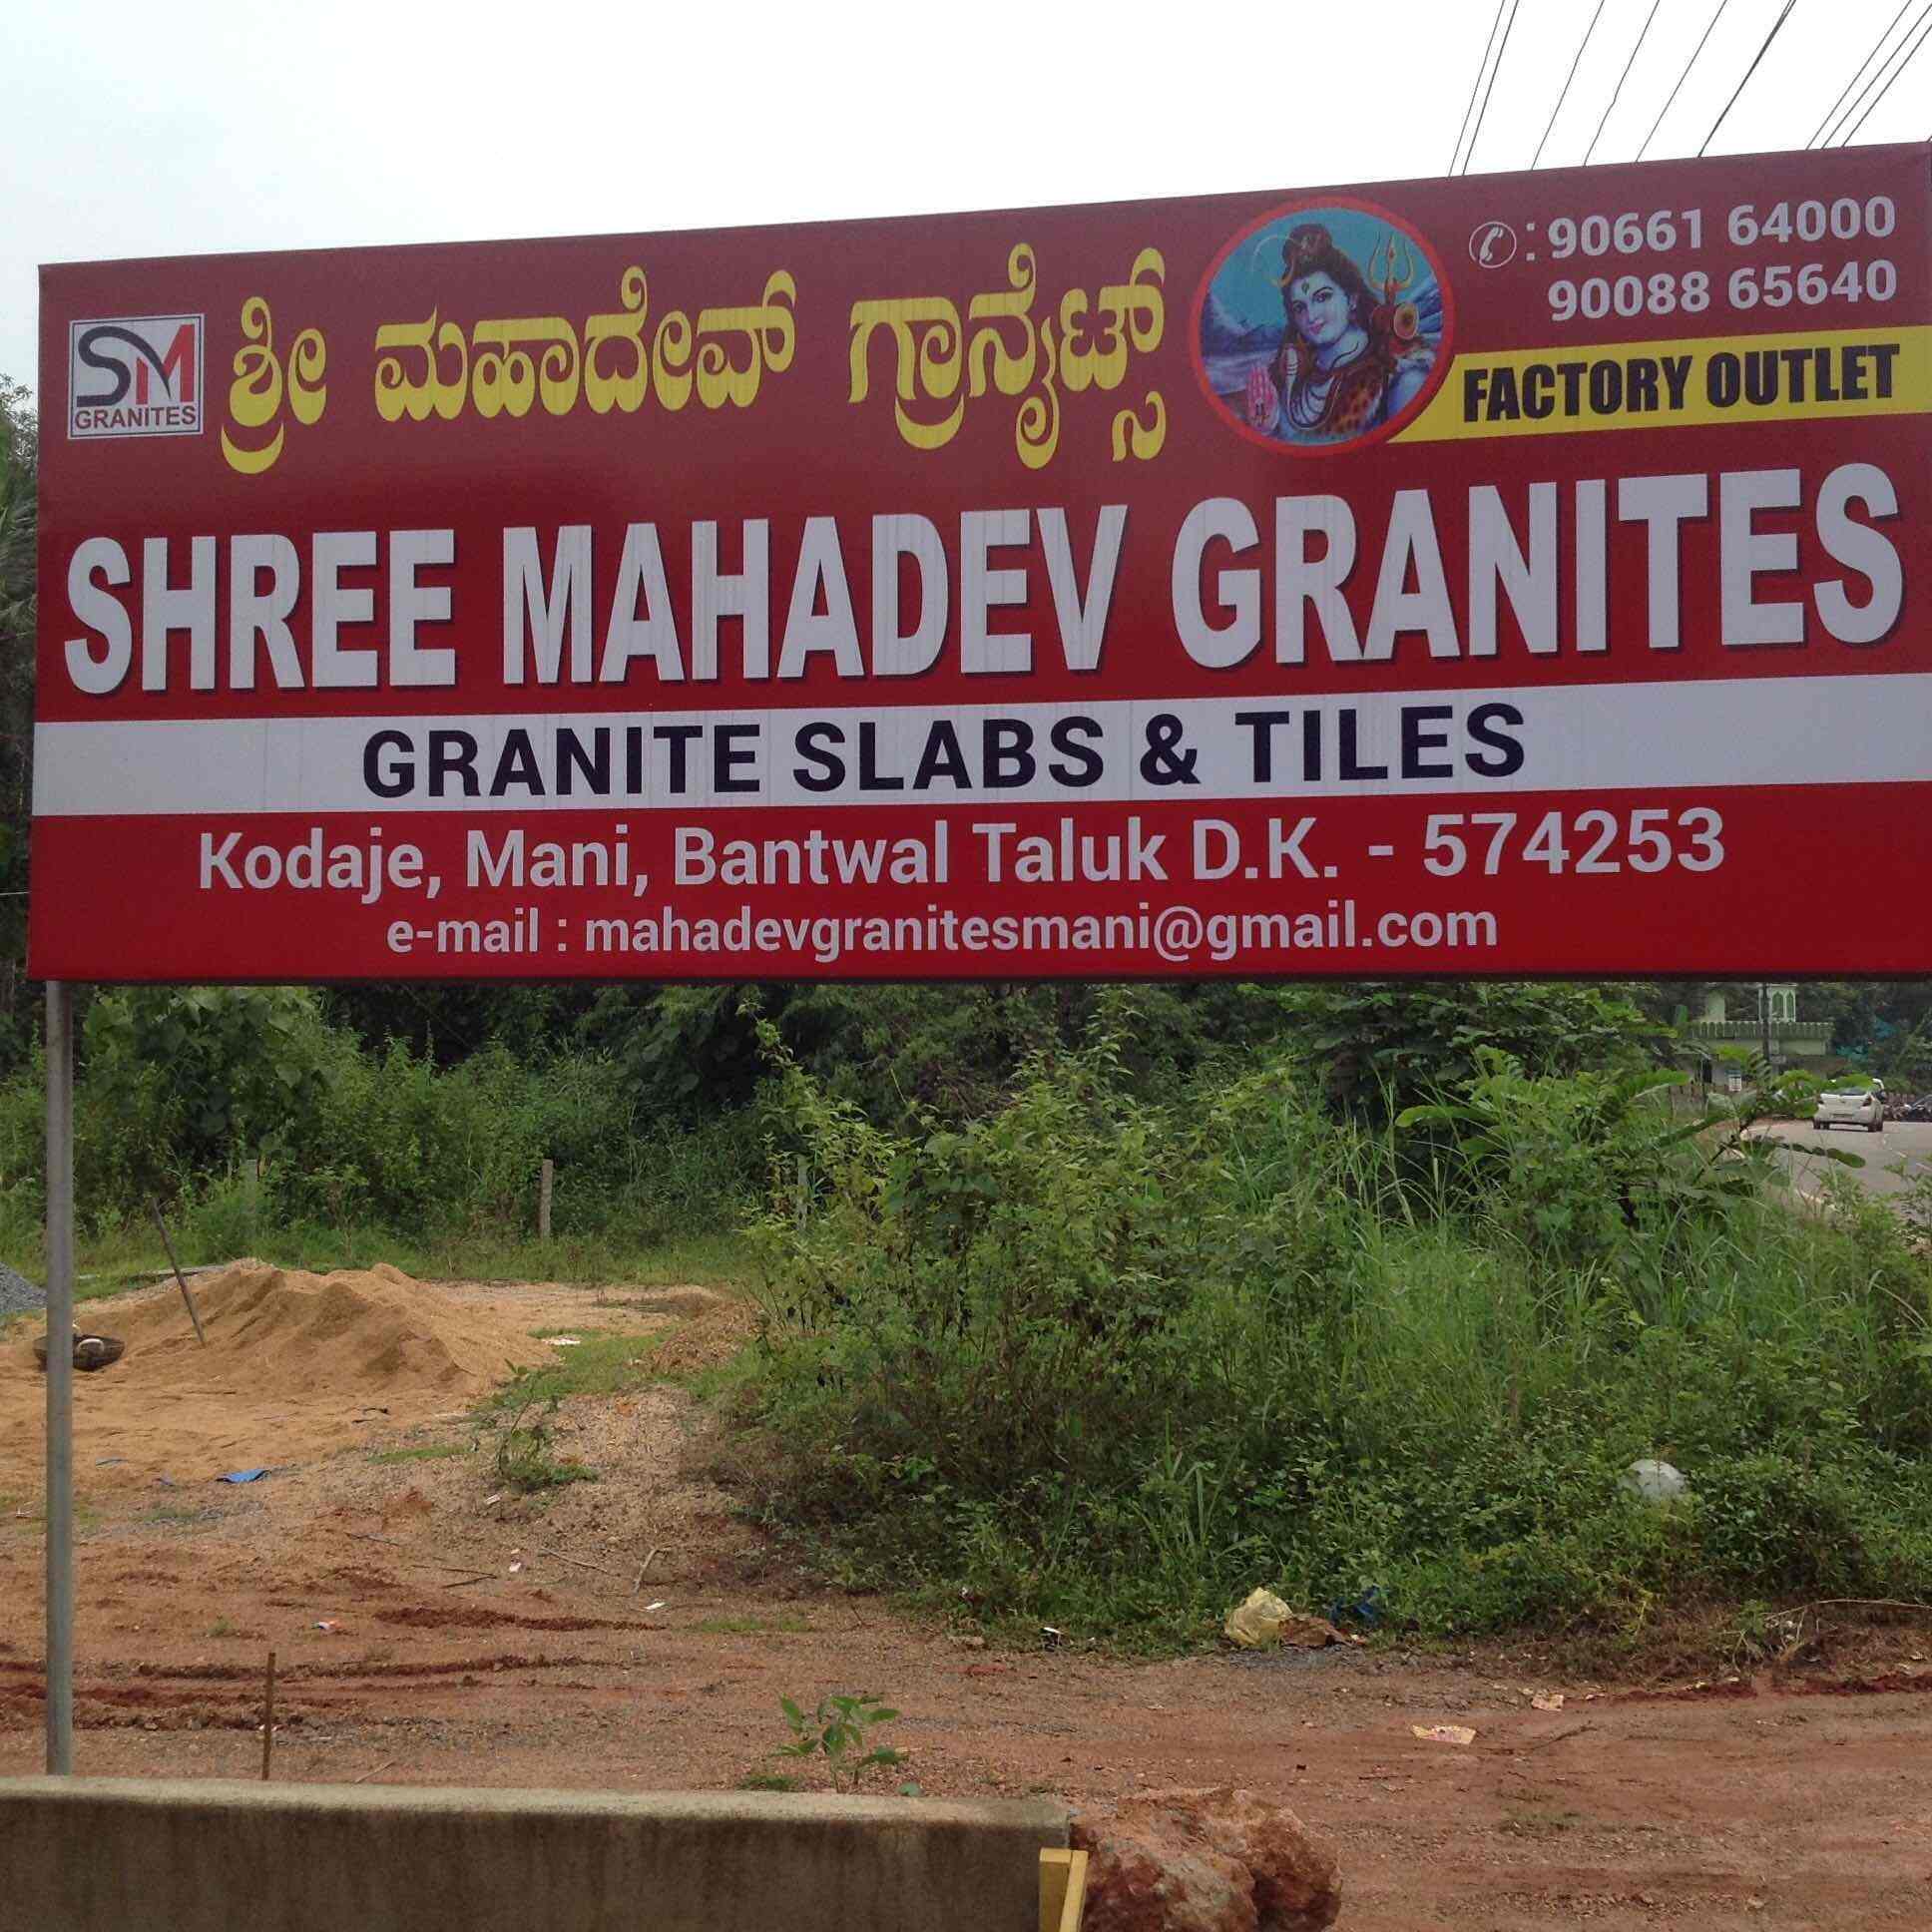 SM
GRANITES
ಶ್ರೀ ಮಹಾದೇವ್ ಗ್ರಾನೈಟ್ಸ್
✆: 90661 64000
90088 65640
FACTORY OUTLET
SHREE MAHADEV GRANITES
GRANITE SLABS & TILES
Kodaje, Mani, Bantwal Taluk D.K. - 574253
e-mail : mahadevgranitesmani@gmail.com